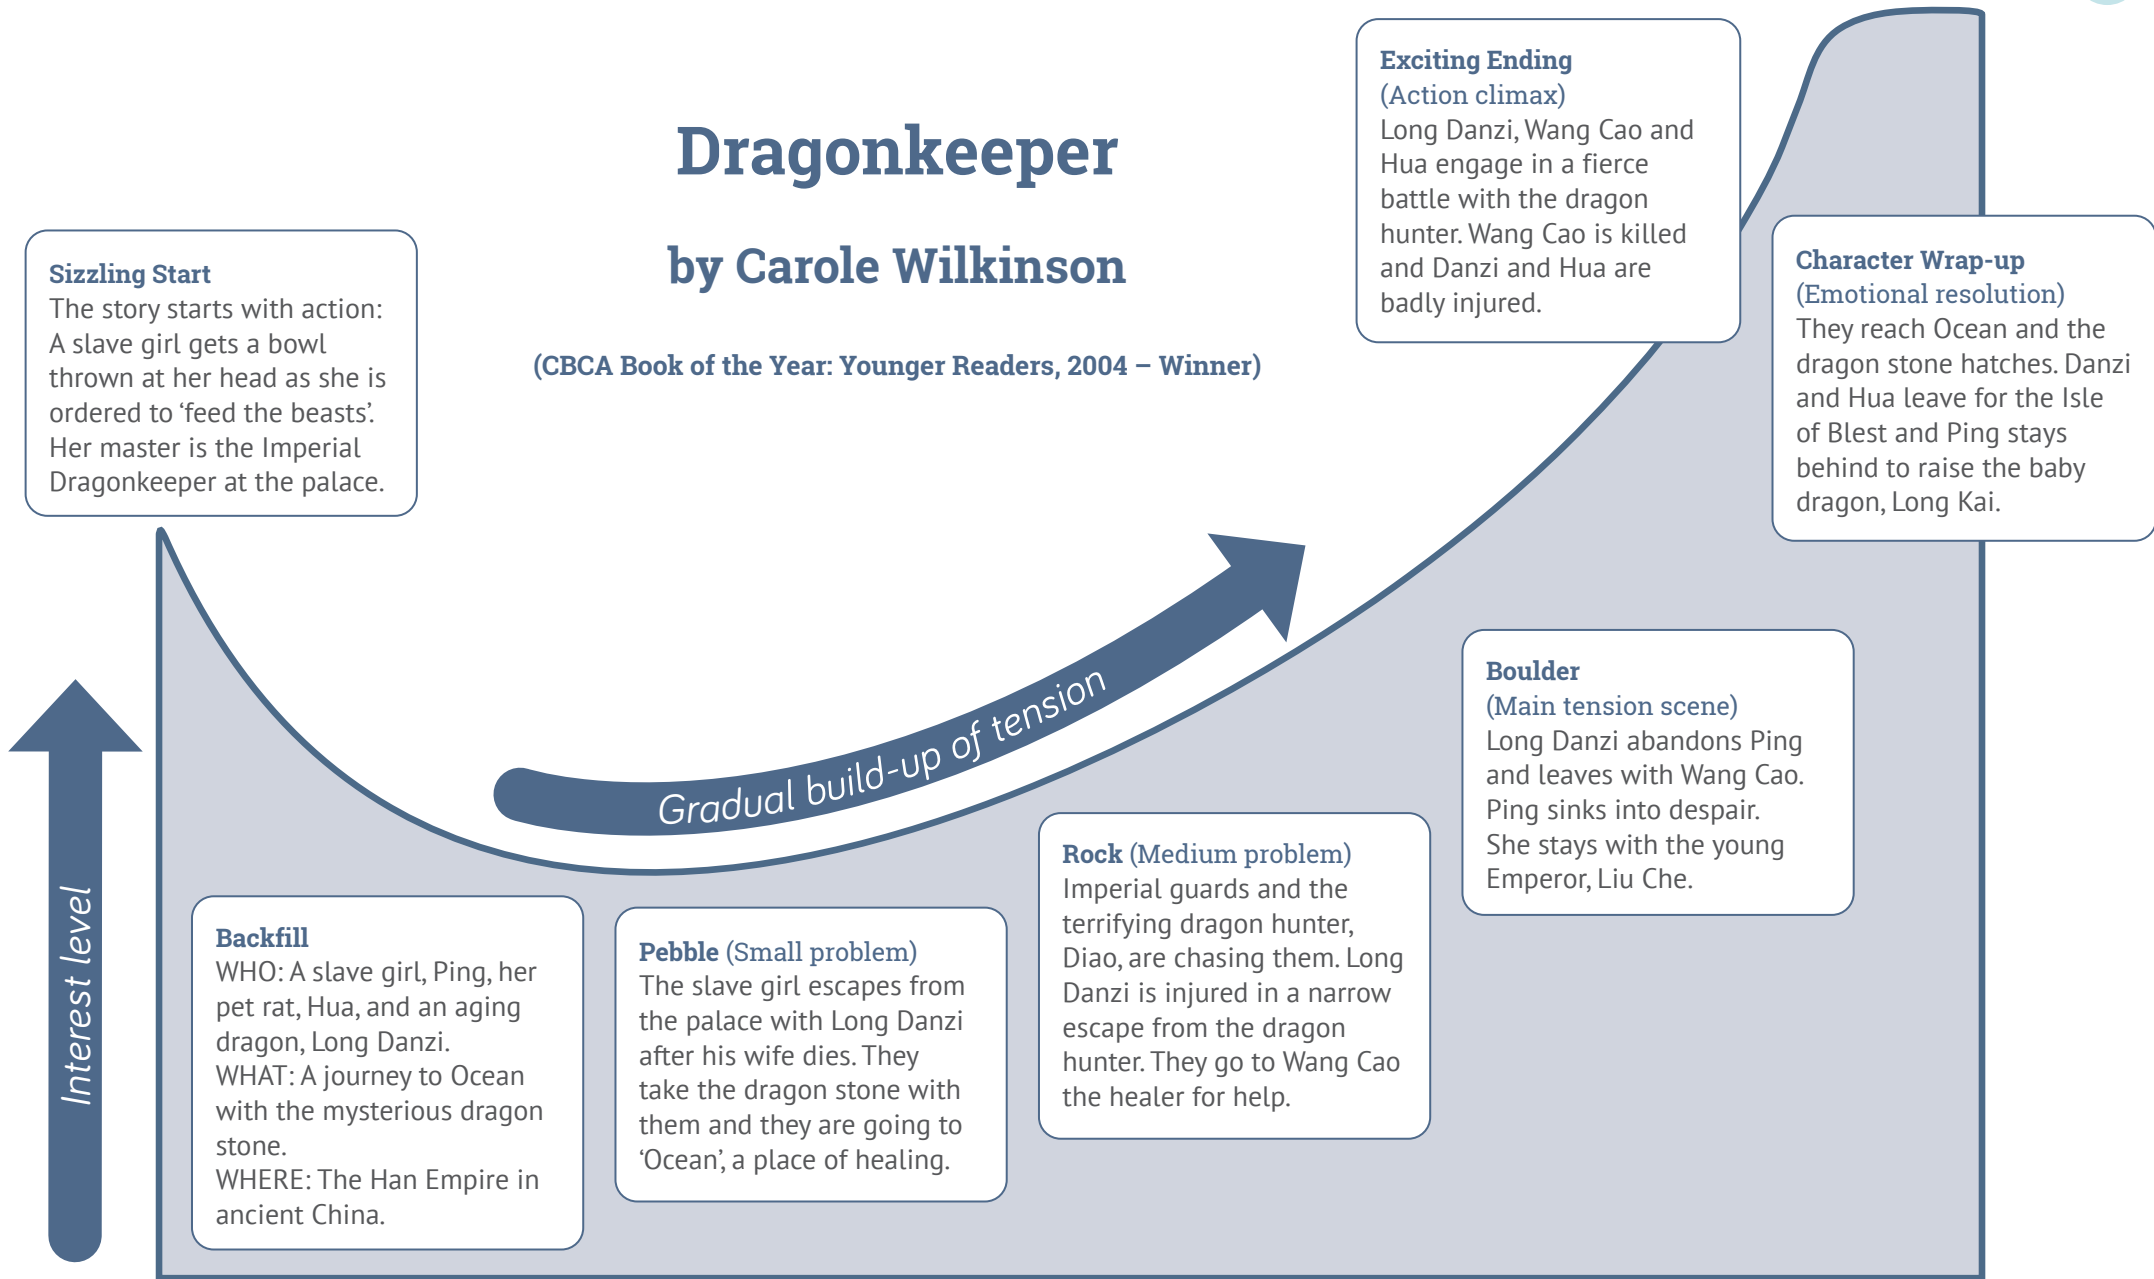 Dragonkeeper
by Carole Wilkinson
(CBCA Book of the Year: Younger Readers, 2004 – Winner)
Sizzling Start
The story starts with action:
A slave girl gets a bowl
thrown at her head as she is
ordered to ‘feed the beasts’.
Her master is the Imperial
Dragonkeeper at the palace.
Interest level
Backfill
WHO: A slave girl, Ping, her
pet rat, Hua, and an aging
dragon, Long Danzi.
WHAT: A journey to Ocean
with the mysterious dragon
stone.
WHERE: The Han Empire in
ancient China.
Gradual build-up of tension
Pebble (Small problem)
The slave girl escapes from
the palace with Long Danzi
after his wife dies. They
take the dragon stone with
them and they are going to
‘Ocean’, a place of healing.
Rock (Medium problem)
Imperial guards and the
terrifying dragon hunter,
Diao, are chasing them. Long
Danzi is injured in a narrow
escape from the dragon
hunter. They go to Wang Cao
the healer for help.
Boulder
(Main tension scene)
Long Danzi abandons Ping
and leaves with Wang Cao.
Ping sinks into despair.
She stays with the young
Emperor, Liu Che.
Exciting Ending
(Action climax)
Long Danzi, Wang Cao and
Hua engage in a fierce
battle with the dragon
hunter. Wang Cao is killed
and Danzi and Hua are
badly injured.
Character Wrap-up
(Emotional resolution)
They reach Ocean and the
dragon stone hatches. Danzi
and Hua leave for the Isle
of Blest and Ping stays
behind to raise the baby
dragon, Long Kai.